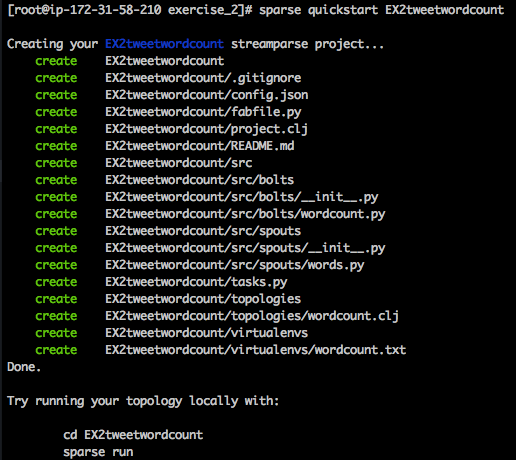 [root@ip-172-31-58-210 exercise_2]# sparse quickstart EX2tweetwordcount
Creating your EX2tweetwordcount streamparse project...
create EX2tweetwordcount
create EX2tweetwordcount/.gitignore
create EX2tweetwordcount/config.json
create EX2tweetwordcount/fabfile.py
create EX2tweetwordcount/project.clj
create EX2tweetwordcount/README.md
create EX2tweetwordcount/src
create EX2tweetwordcount/src/bolts
create EX2tweetwordcount/src/bolts/__init__.py
create EX2tweetwordcount/src/bolts/wordcount.py
create EX2tweetwordcount/src/spouts
create EX2tweetwordcount/src/spouts/__init__.py
create EX2tweetwordcount/src/spouts/words.py
create EX2tweetwordcount/tasks.py
create EX2tweetwordcount/topologies
create EX2tweetwordcount/topologies/wordcount.clj
create EX2tweetwordcount/virtualenvs
create EX2tweetwordcount/virtualenvs/wordcount.txt
Done.
Try running your topology locally with:
cd EX2tweetwordcount
sparse run